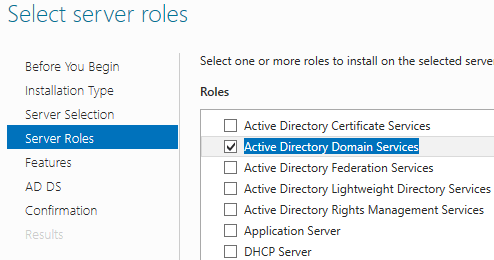 Select server roles
Before You Begin
Installation Type
Server Selection
Server Roles
Features
AD DS
Confirmation
Results
Select one or more roles to install on the selected server
Roles
Active Directory Certificate Services
Active Directory Domain Services
Active Directory Federation Services
Active Directory Lightweight Directory Services
Active Directory Rights Management Services
Application Server
DHCP Server